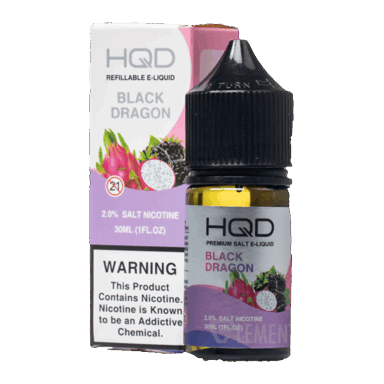 HQD
REFILLABLE E-LIQUID
BLACK
DRAGON
21
2.0% SALT NICOTINE
30ML (1FL.OZ)
WARNING
This Product
Contains Nicotine.
Nicotine is Known
to be an Addictive
Chemical.
TURN
HQD
PREMIUM SALT E-LIQUID
BLACK
DRAGON
2.0% SALT NICOTINE
30ML (1FL.OZ)